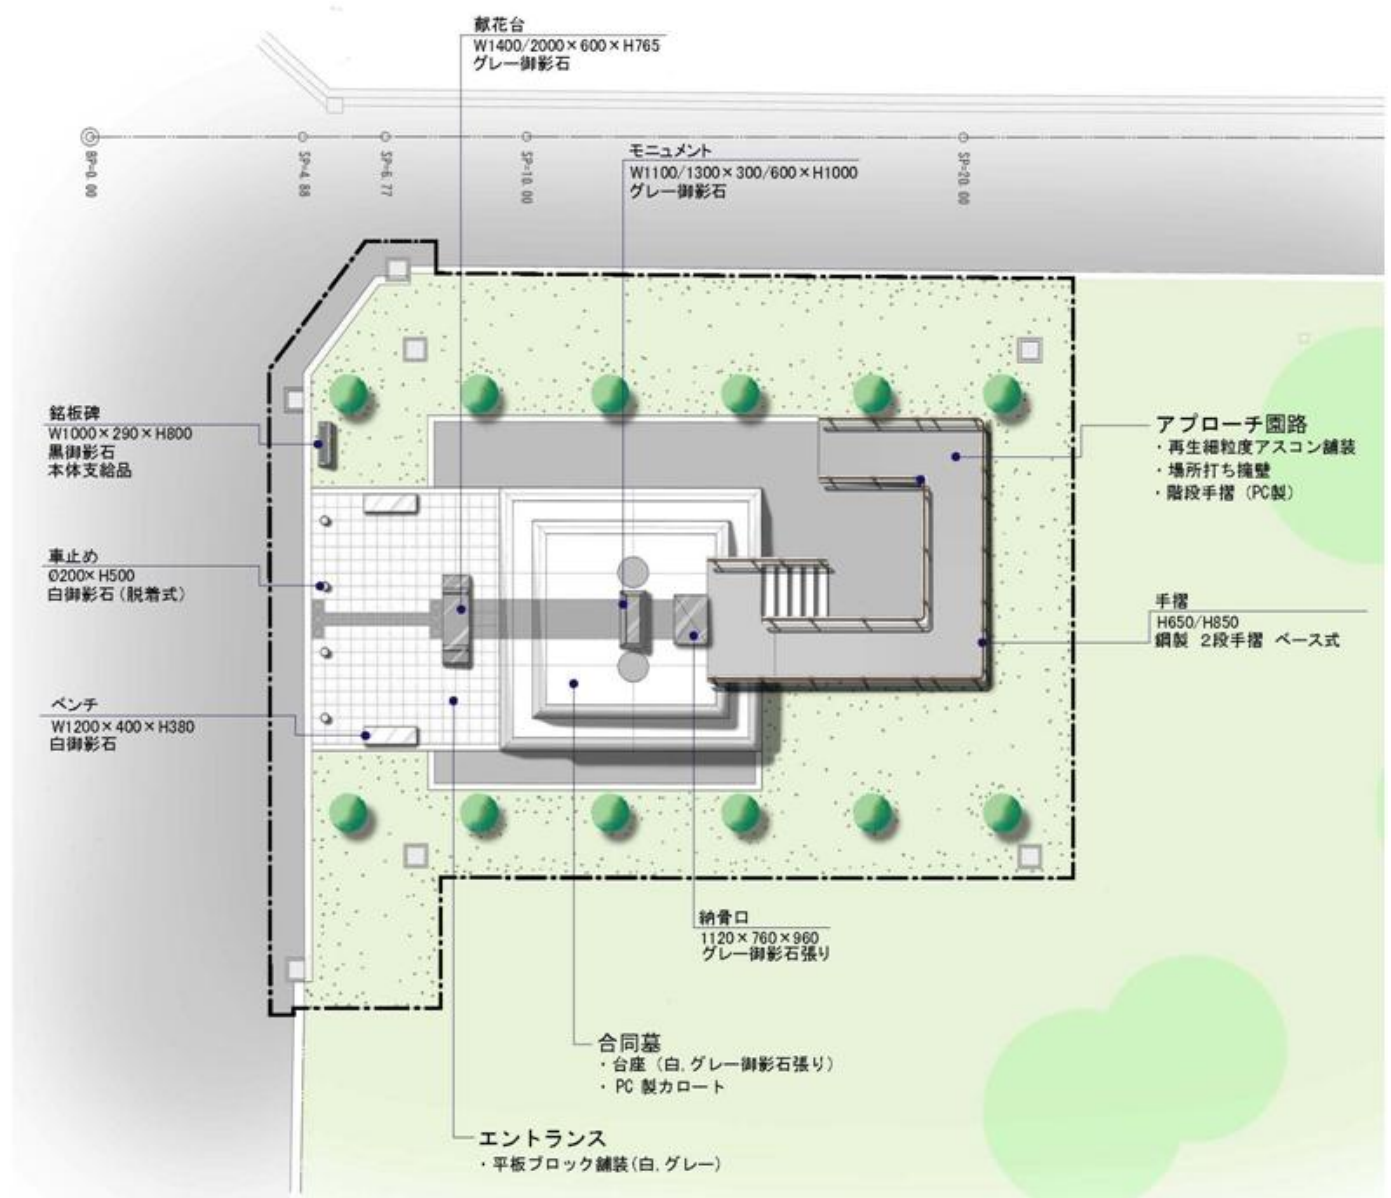 献花台
W1400/2000×600×H765
グレー御影石
BP=0.00
SP=4.88
SP=6.77
SP=10.00
SP=20.00
モニュメント
W1100/1300×300/600×H1000
グレー御影石
銘板碑
W1000×290×H800
黒御影石
本体支給品
アプローチ園路
・再生細粒度アスコン舗装
・場所打ち擁壁
・階段手摺（PC製）
車止め
Ø200×H500
白御影石（脱着式）
手摺
H650/H850
鋼製 2段手摺 ベース式
ベンチ
W1200×400×H380
白御影石
納骨口
1120×760×960
グレー御影石張り
合同墓
・台座（白,グレー御影石張り）
・PC 製カロート
エントランス
・平板ブロック舗装（白,グレー）